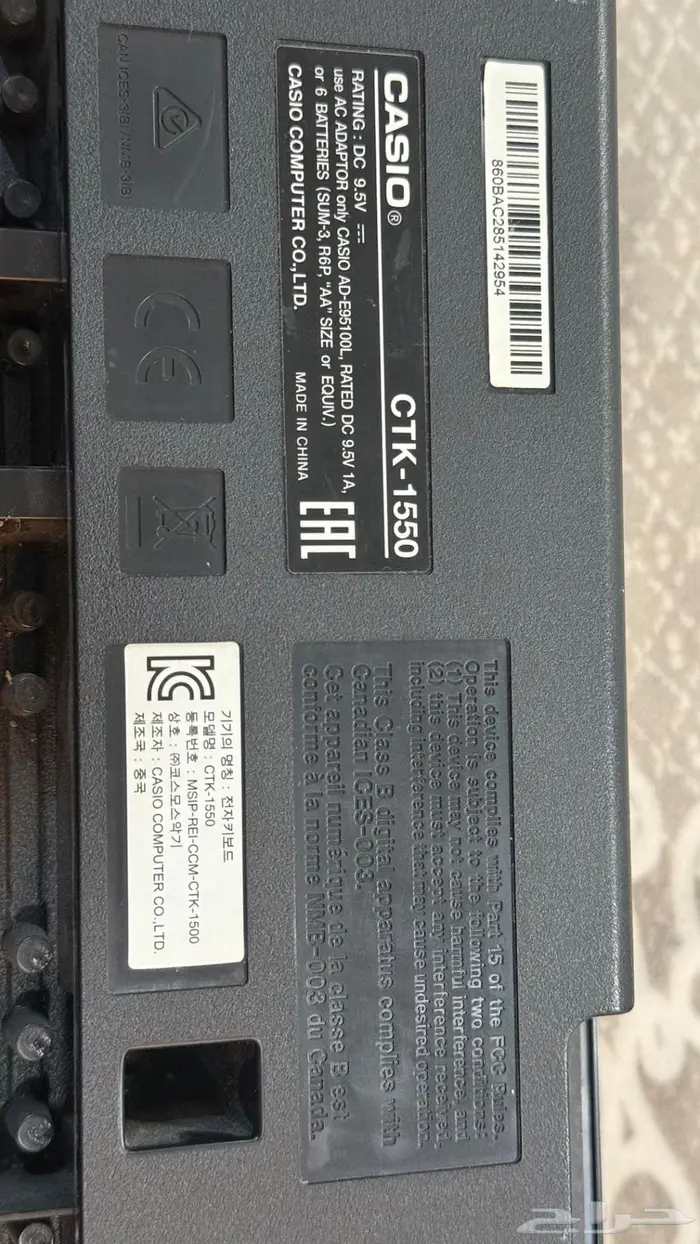 860BAC285142954
CASIO® CTK-1550
RATING : DC 9.5V ⎓
use AC ADAPTOR only CASIO AD-E95100L, RATED DC 9.5V 1A,
or 6 BATTERIES (SUM-3, R6P, "AA" SIZE or EQUIV.)
CASIO COMPUTER CO.,LTD. MADE IN CHINA
EAC
CAN ICES-3(B) / NMB-3(B)
CE
This device complies with Part 15 of the FCC Rules.
Operation is subject to the following two conditions:
(1) This device may not cause harmful interference, and
(2) this device must accept any interference received,
including interference that may cause undesired operation.
This Class B digital apparatus complies with
Canadian ICES-003.
Cet appareil numérique de la classe B est
conforme à la norme NMB-003 du Canada.
기기의 명칭 : 전자키보드
모델명 : CTK-1550
등록번호 : MSIP-REI-CCM-CTK-1500
상호 : ㈜코스모스악기
제조자 : CASIO COMPUTER CO.,LTD.
제조국 : 중국
حراج